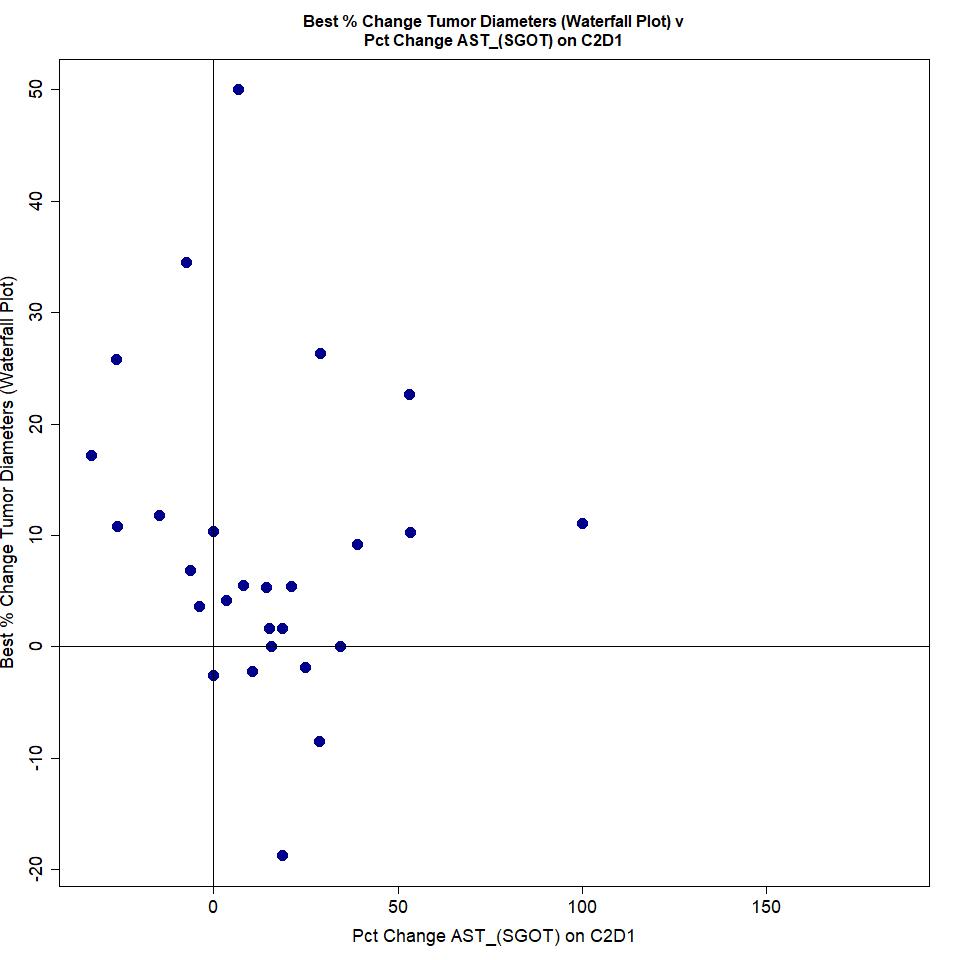 Best % Change Tumor Diameters (Waterfall Plot) v
Pct Change AST_(SGOT) on C2D1
Best % Change Tumor Diameters (Waterfall Plot)
50
40
30
20
10
0
-10
-20
0 50 100 150
Pct Change AST_(SGOT) on C2D1